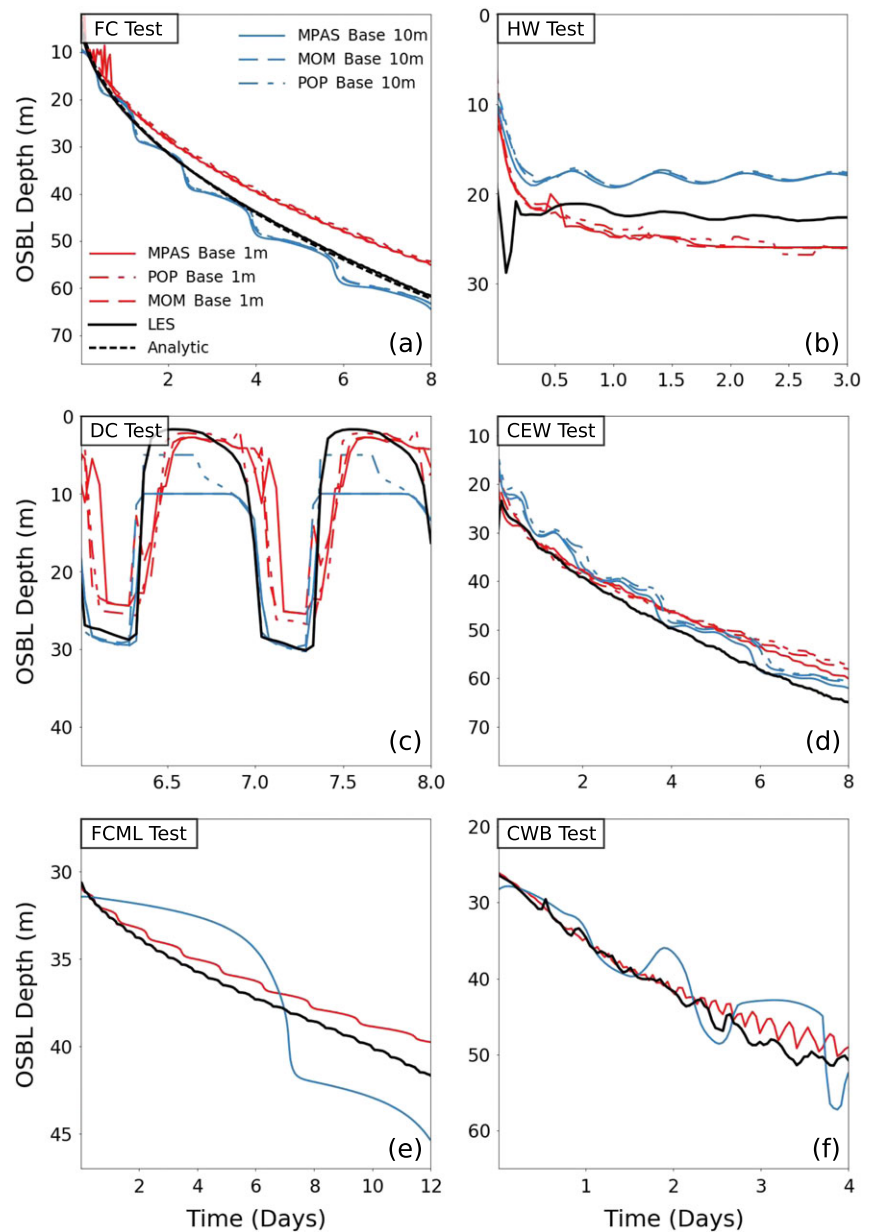 FC Test
MPAS Base 10m
MOM Base 10m
POP Base 10m
MPAS Base 1m
POP Base 1m
MOM Base 1m
LES
Analytic
(a)
OSBL Depth (m)
10
20
30
40
50
60
70
2
4
6
8
HW Test
(b)
0
10
20
30
0.5
1.0
1.5
2.0
2.5
3.0
DC Test
(c)
OSBL Depth (m)
0
10
20
30
40
6.5
7.0
7.5
8.0
CEW Test
(d)
10
20
30
40
50
60
70
2
4
6
8
FCML Test
(e)
OSBL Depth (m)
30
35
40
45
2
4
6
8
10
12
Time (Days)
CWB Test
(f)
20
30
40
50
60
1
2
3
4
Time (Days)